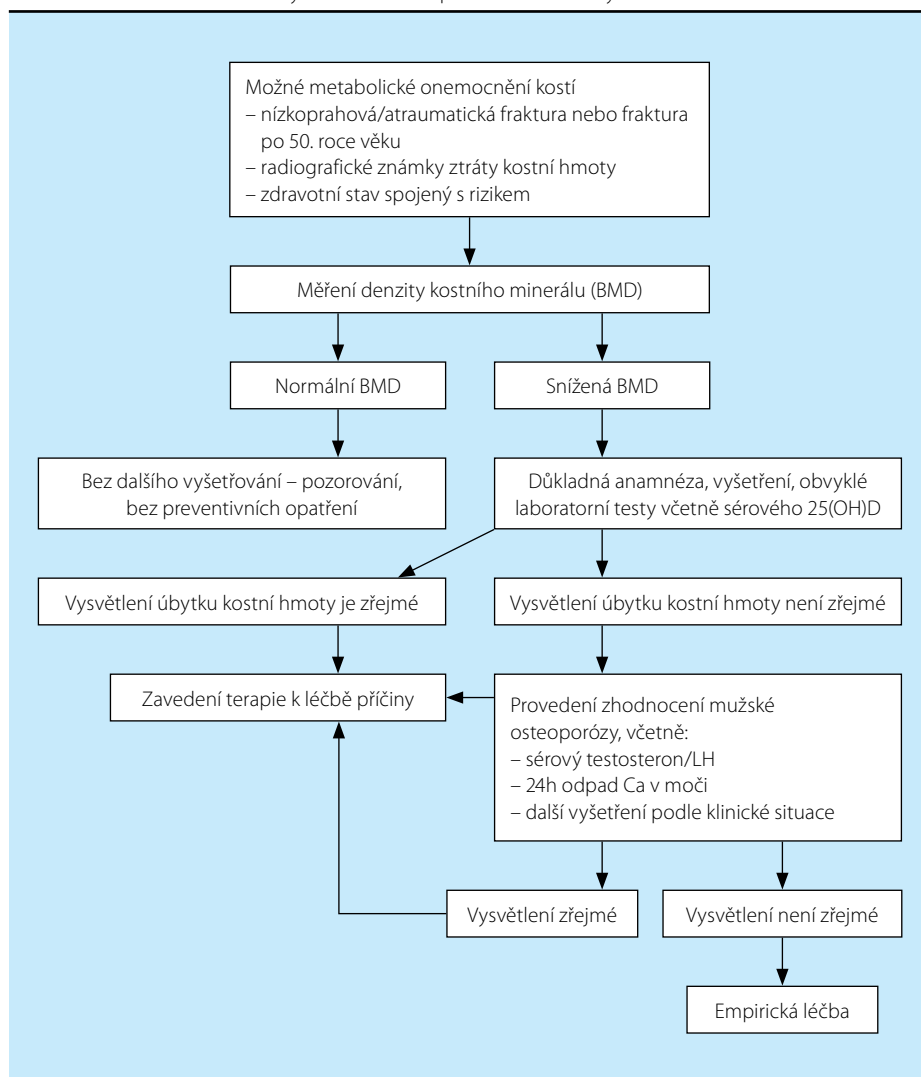 Možné metabolické onemocnění kostí
– nízkoprahová/atraumatická fraktura nebo fraktura
po 50. roce věku
– radiografické známky ztráty kostní hmoty
– zdravotní stav spojený s rizikem
Měření denzity kostního minerálu (BMD)
Normální BMD
Snížená BMD
Bez dalšího vyšetřování – pozorování,
bez preventivních opatření
Důkladná anamnéza, vyšetření, obvyklé
laboratorní testy včetně sérového 25(OH)D
Vysvětlení úbytku kostní hmoty je zřejmé
Vysvětlení úbytku kostní hmoty není zřejmé
Zavedení terapie k léčbě příčiny
Provedení zhodnocení mužské
osteoporózy, včetně:
– sérový testosteron/LH
– 24h odpad Ca v moči
– další vyšetření podle klinické situace
Vysvětlení zřejmé
Vysvětlení není zřejmé
Empirická léčba